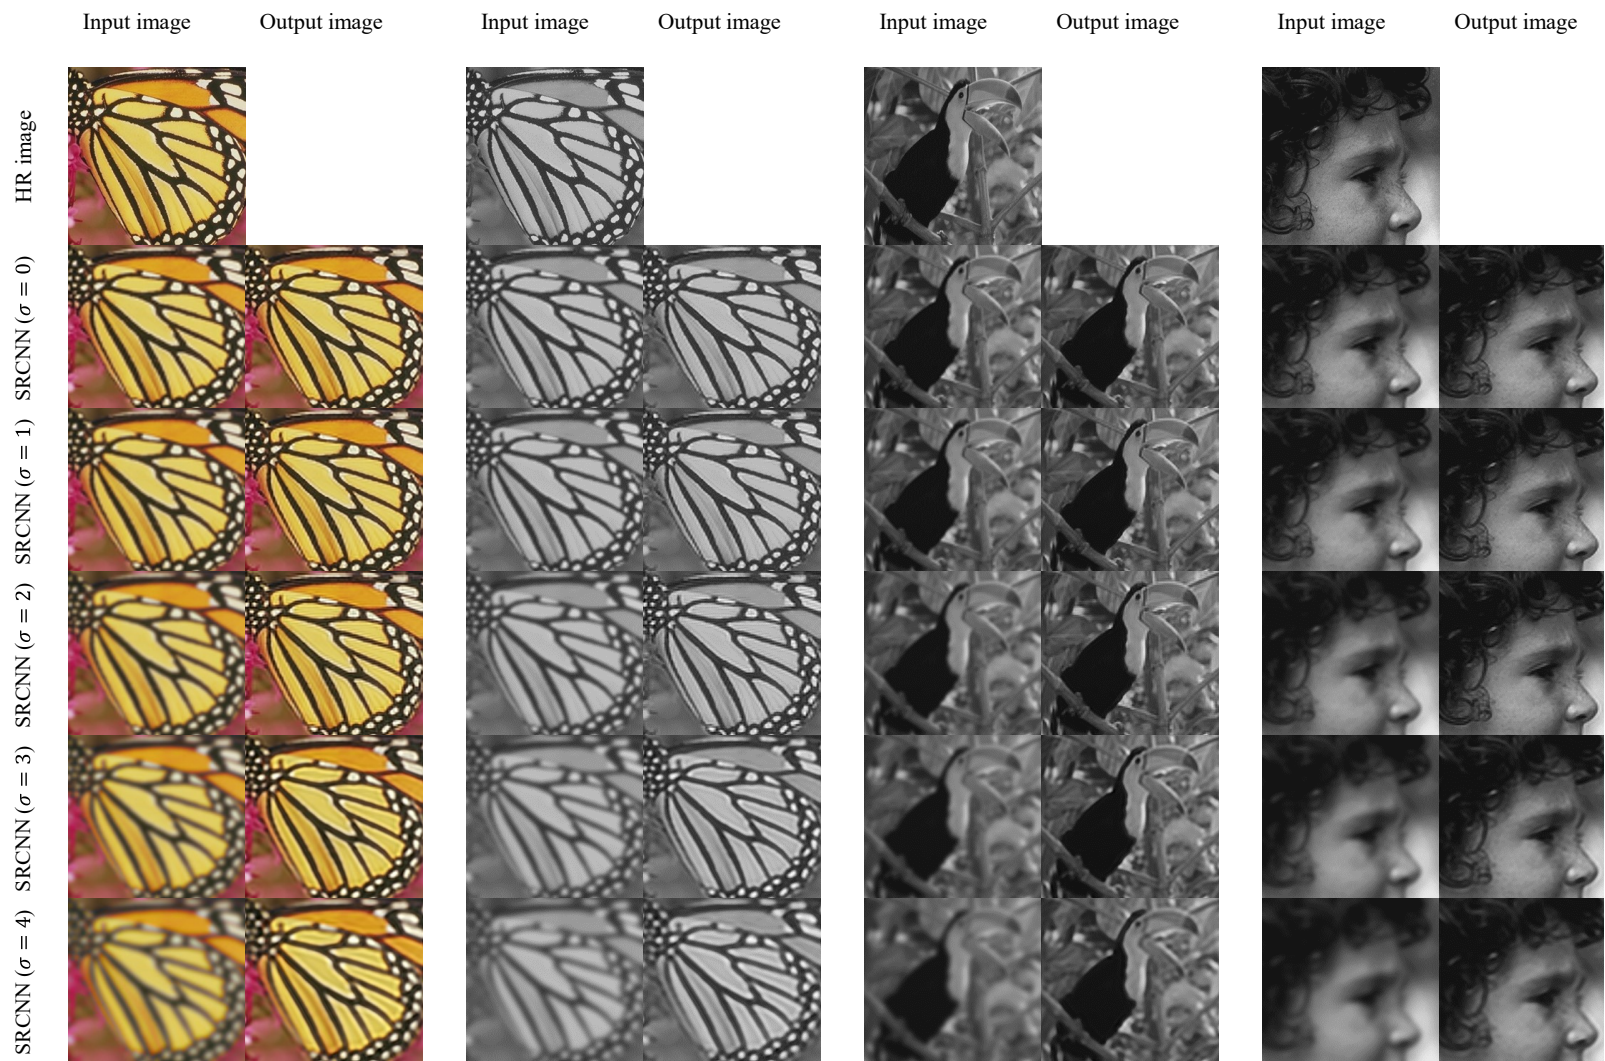 Input image Output image Input image Output image Input image Output image Input image Output image
HR image
SRCNN (σ = 0)
SRCNN (σ = 1)
SRCNN (σ = 2)
SRCNN (σ = 3)
SRCNN (σ = 4)